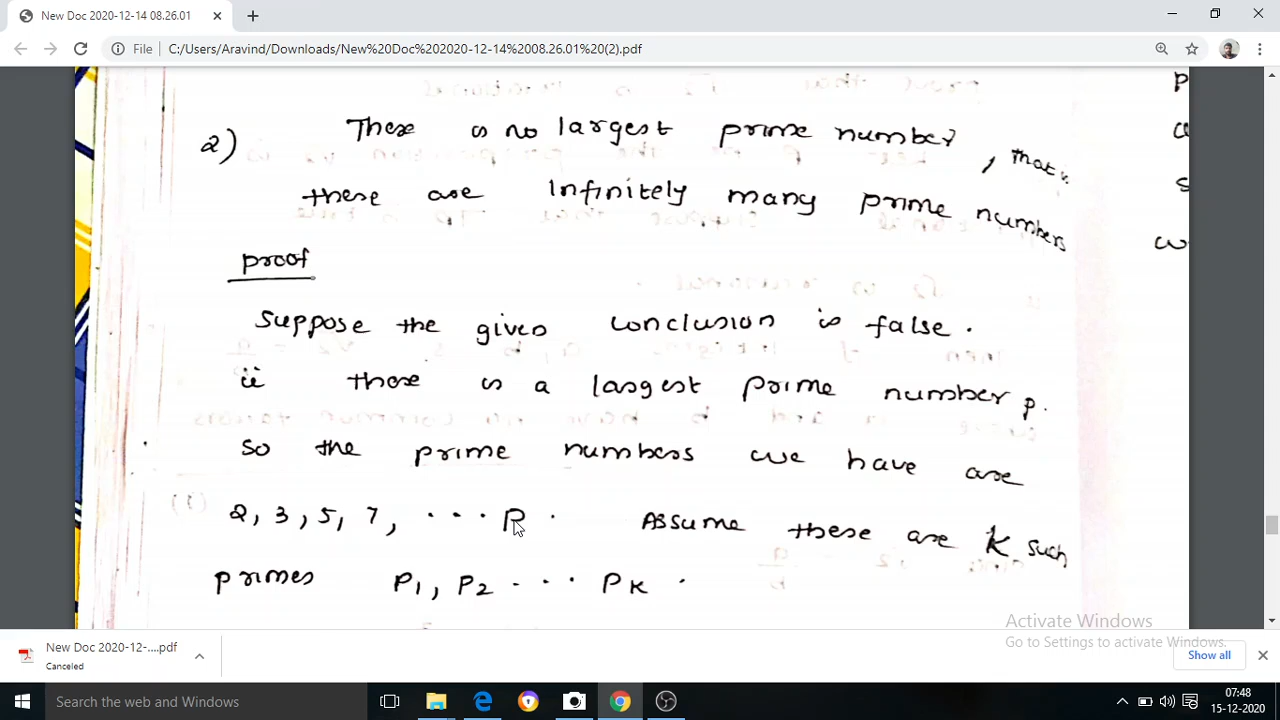 New Doc 2020-12-14 08.26.01
File
C:/Users/Aravind/Downloads/New%20Doc%202020-12-14%2008.26.01%20(2).pdf
2) There is no largest prime number, that is
there are Infinitely many prime numbers
proof
Suppose the given conclusion is false.
ie there is a largest prime number p.
So the prime numbers we have are
2, 3, 5, 7, ... P. Assume there are K such
primes P1, P2 ... PK.
Activate Windows
Go to Settings to activate Windows.
New Doc 2020-12-....pdf
Canceled
Show all
Search the web and Windows
07:48
15-12-2020